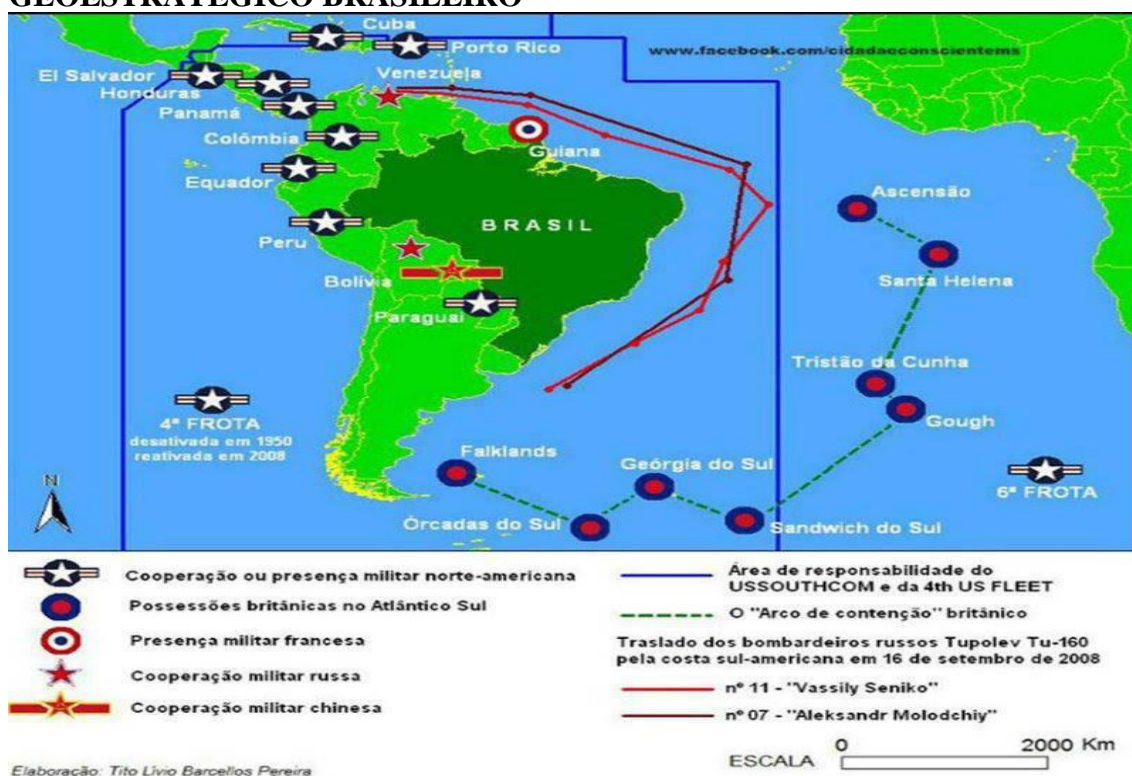 GEOESTRATÉGICO BRASILEIRO
Cuba
www.facebook.com/cidadaoconscientems
Porto Rico
El Salvador
Venezuela
Honduras
Panamá
Colômbia
Guiana
Equador
Ascensão
BRASIL
Peru
Santa Helena
Bolívia
Paraguai
Tristão da Cunha
4ª FROTA
Gough
desativada em 1950
reativada em 2008
Falklands
Geórgia do Sul
N
6ª FROTA
Órcadas do Sul
Sandwich do Sul
Cooperação ou presença militar norte-americana
Possessões britânicas no Atlântico Sul
Presença militar francesa
Cooperação militar russa
Cooperação militar chinesa
Área de responsabilidade do
USSOUTHCOM e da 4th US FLEET
O "Arco de contenção" britânico
Traslado dos bombardeiros russos Tupolev Tu-160
pela costa sul-americana em 16 de setembro de 2008
nº 11 - "Vassily Seniko"
nº 07 - "Aleksandr Molodchiy"
ESCALA 0 2000 Km
Elaboração: Tito Lívio Barcellos Pereira